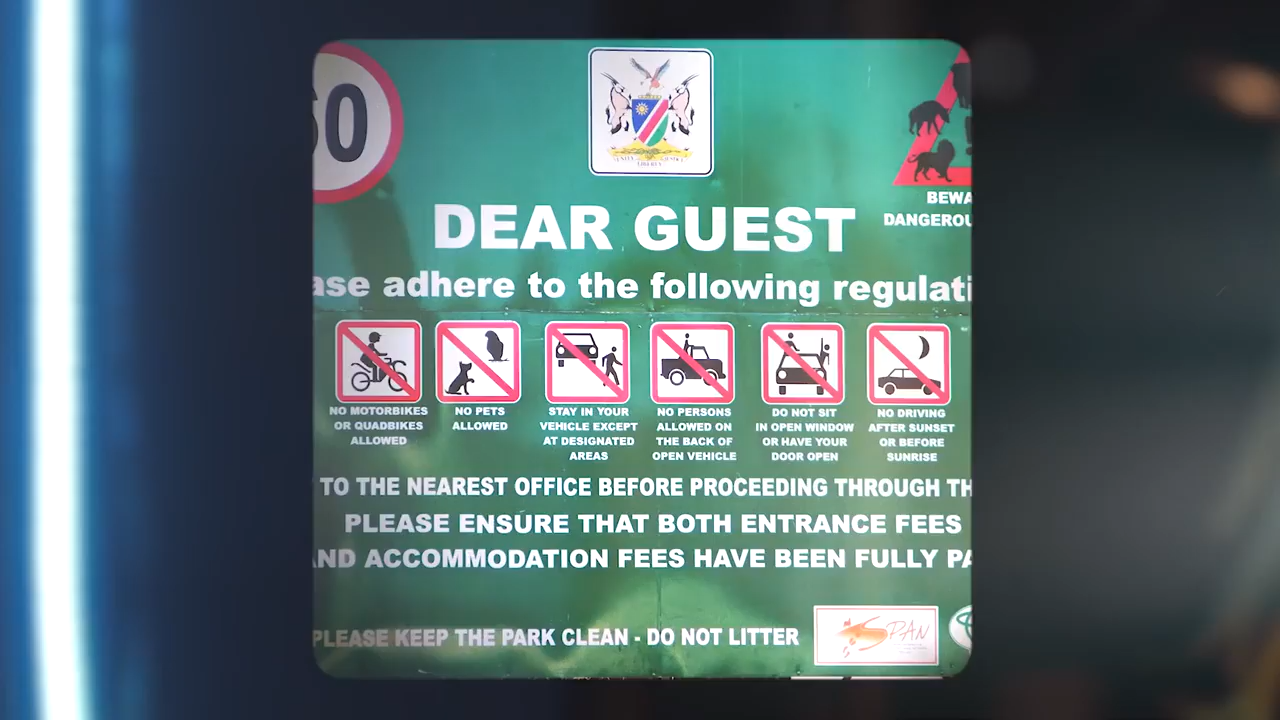 60
DEAR GUEST
ase adhere to the following regulati
BEWA
DANGEROU
NO MOTORBIKES
OR QUADBIKES
ALLOWED
NO PETS
ALLOWED
STAY IN YOUR
VEHICLE EXCEPT
AT DESIGNATED
AREAS
NO PERSONS
ALLOWED ON
THE BACK OF
OPEN VEHICLE
DO NOT SIT
IN OPEN WINDOW
OR HAVE YOUR
DOOR OPEN
NO DRIVING
AFTER SUNSET
OR BEFORE
SUNRISE
TO THE NEAREST OFFICE BEFORE PROCEEDING THROUGH TH
PLEASE ENSURE THAT BOTH ENTRANCE FEES
AND ACCOMMODATION FEES HAVE BEEN FULLY PA
PLEASE KEEP THE PARK CLEAN - DO NOT LITTER
SPAN